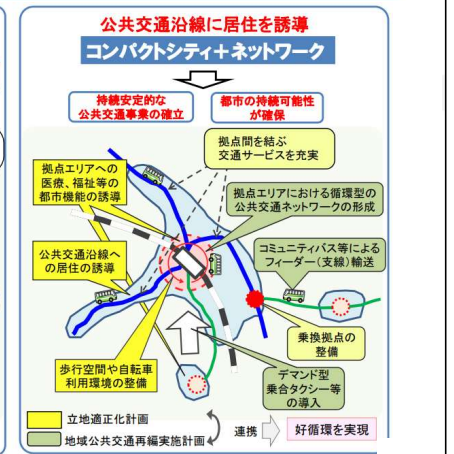 公共交通沿線に居住を誘導
コンパクトシティ+ネットワーク
持続安定的な
公共交通事業の確立
都市の持続可能性
が確保
拠点間を結ぶ
交通サービスを充実
拠点エリアへの
医療、福祉等の
都市機能の誘導
拠点エリアにおける循環型の
公共交通ネットワークの形成
公共交通沿線へ
の居住の誘導
コミュニティバス等による
フィーダー(支線)輸送
乗換拠点の
整備
歩行空間や自転車
利用環境の整備
デマンド型
乗合タクシー等
の導入
立地適正化計画
地域公共交通再編実施計画
連携
好循環を実現